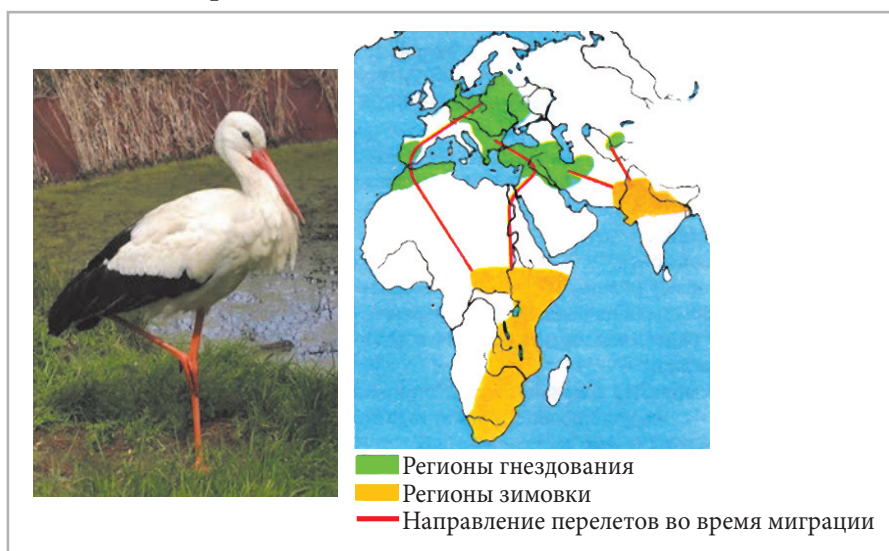 Регионы гнездования
Регионы зимовки
Направление перелетов во время миграции